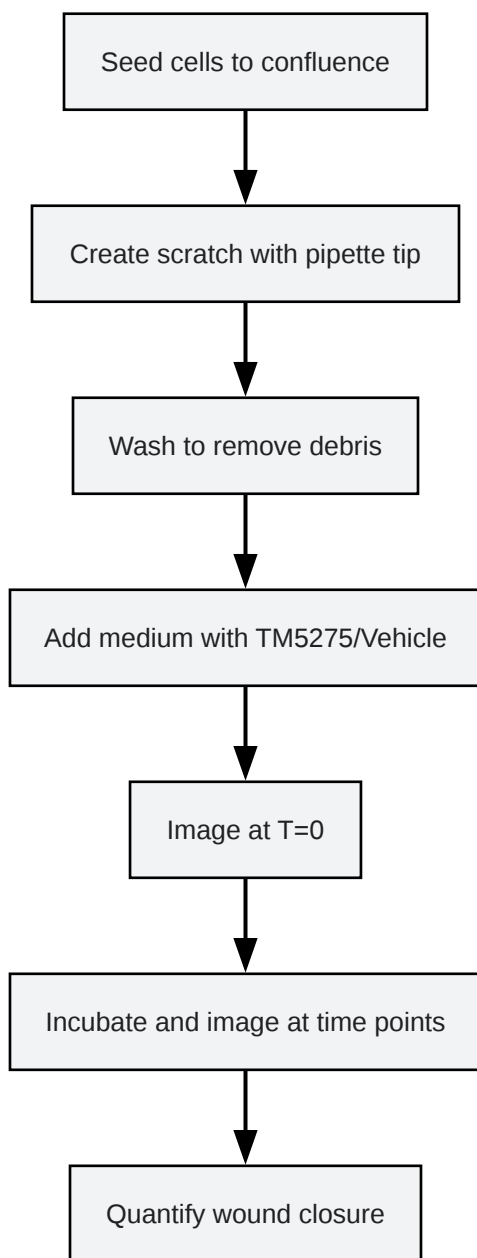 Seed cells to confluence
Create scratch with pipette tip
Wash to remove debris
Add medium with TM5275/Vehicle
Image at T=0
Incubate and image at time points
Quantify wound closure